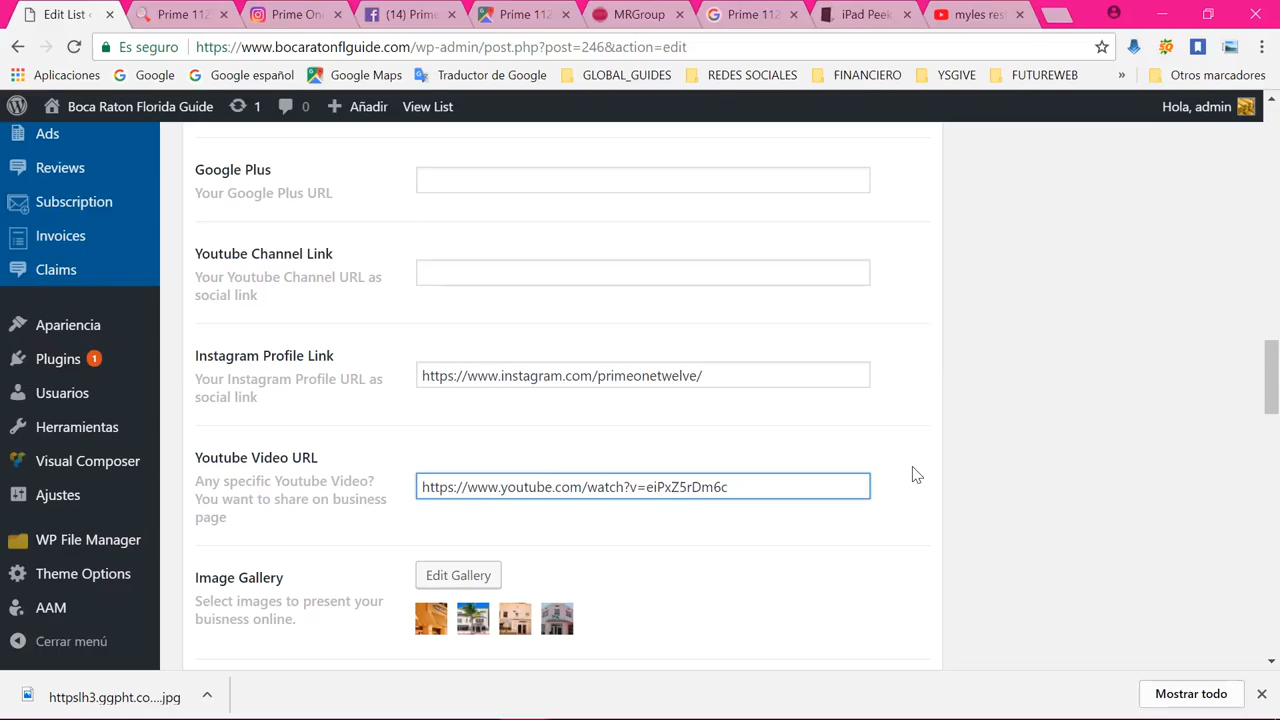 Edit List
Prime 112
Prime One
(14) Prime
Prime 112
MRGroup
Prime 112
iPad Peek
myles res
Es seguro
https://www.bocaratonflguide.com/wp-admin/post.php?post=246&action=edit
Aplicaciones
Google
Google español
Google Maps
Traductor de Google
GLOBAL_GUIDES
REDES SOCIALES
FINANCIERO
YSGIVE
FUTUREWEB
»
Otros marcadores
Boca Raton Florida Guide
1
0
Añadir
View List
Hola, admin
Ads
Reviews
Subscription
Invoices
Claims
Apariencia
Plugins 1
Usuarios
Herramientas
Visual Composer
Ajustes
WP File Manager
Theme Options
AAM
Cerrar menú
Google Plus
Your Google Plus URL
Youtube Channel Link
Your Youtube Channel URL as
social link
Instagram Profile Link
Your Instagram Profile URL as
social link
https://www.instagram.com/primeonetwelve/
Youtube Video URL
Any specific Youtube Video?
You want to share on business
page
https://www.youtube.com/watch?v=eiPxZ5rDm6c
Image Gallery
Select images to present your
buisness online.
Edit Gallery
httpslh3.ggpht.co....jpg
Mostrar todo